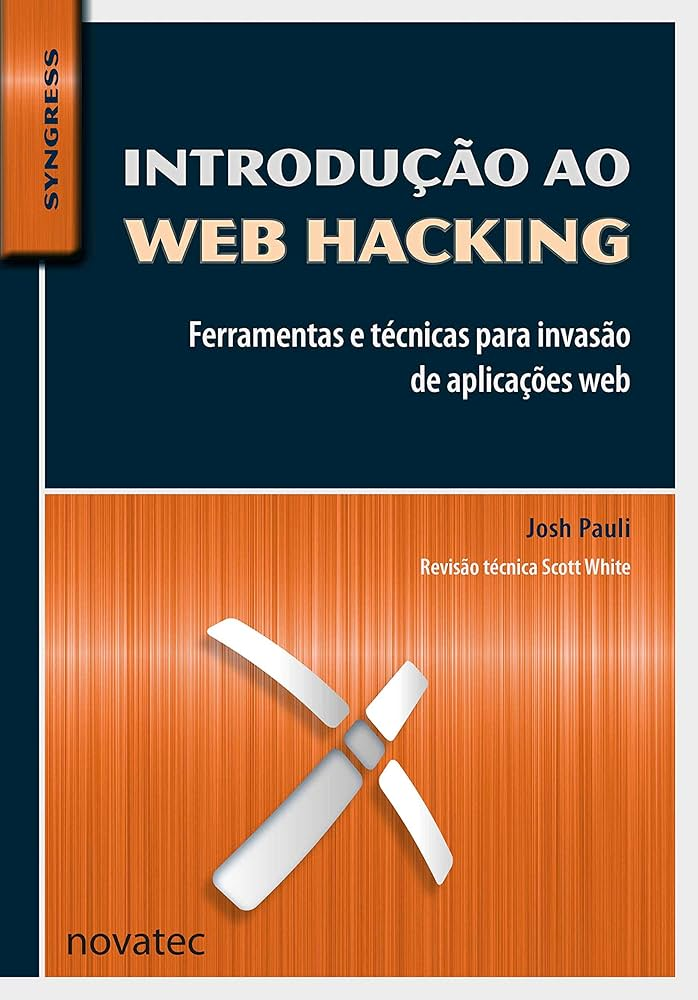 SYNGRESS
INTRODUÇÃO AO
WEB HACKING
Ferramentas e técnicas para invasão
de aplicações web
Josh Pauli
Revisão técnica Scott White
novatec